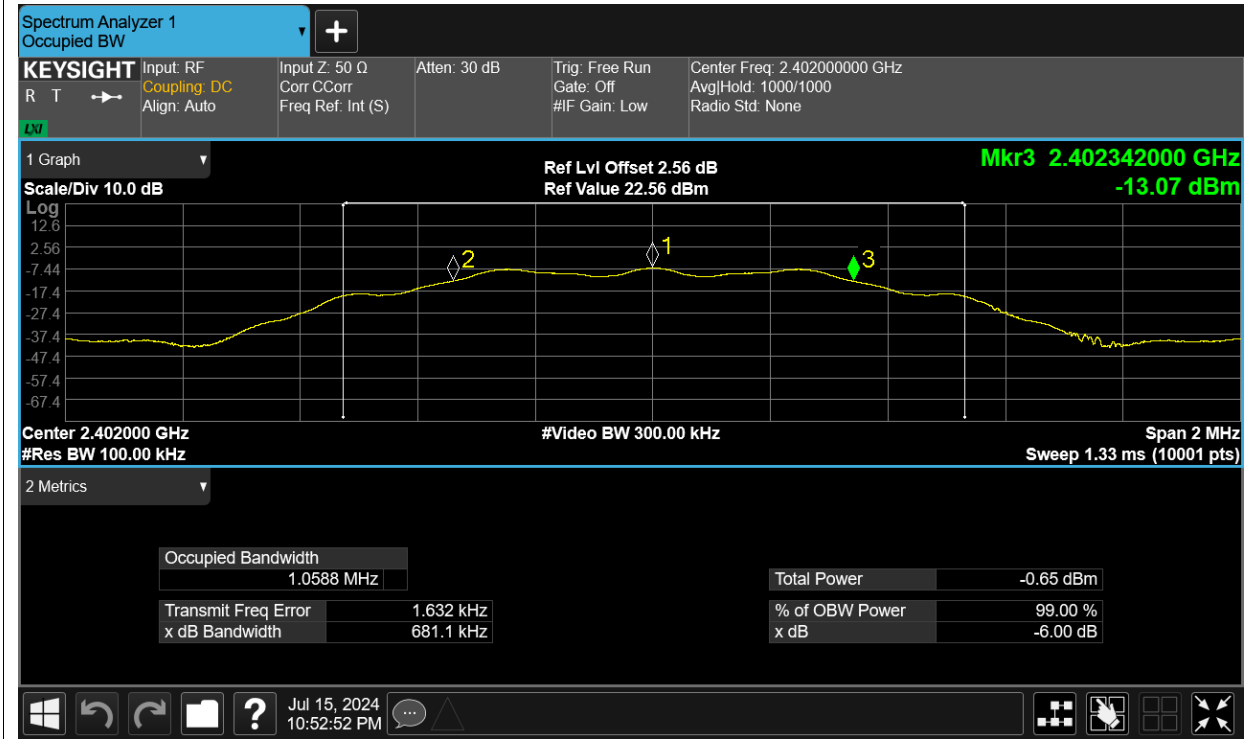 Spectrum Analyzer 1
Occupied BW
KEYSIGHT
R T
LXI
Input: RF
Coupling: DC
Align: Auto
Input Z: 50 Ω
Corr CCorr
Freq Ref: Int (S)
Atten: 30 dB
Trig: Free Run
Gate: Off
#IF Gain: Low
Center Freq: 2.402000000 GHz
Avg|Hold: 1000/1000
Radio Std: None
1 Graph
Scale/Div 10.0 dB
Ref Lvl Offset 2.56 dB
Ref Value 22.56 dBm
Mkr3 2.402342000 GHz
-13.07 dBm
Log
12.6
2.56
-7.44
-17.4
-27.4
-37.4
-47.4
-57.4
-67.4
2
1
3
Center 2.402000 GHz
#Res BW 100.00 kHz
#Video BW 300.00 kHz
Span 2 MHz
Sweep 1.33 ms (10001 pts)
2 Metrics
Occupied Bandwidth
1.0588 MHz
Transmit Freq Error 1.632 kHz
x dB Bandwidth 681.1 kHz
Total Power -0.65 dBm
% of OBW Power 99.00 %
x dB -6.00 dB
?
Jul 15, 2024
10:52:52 PM